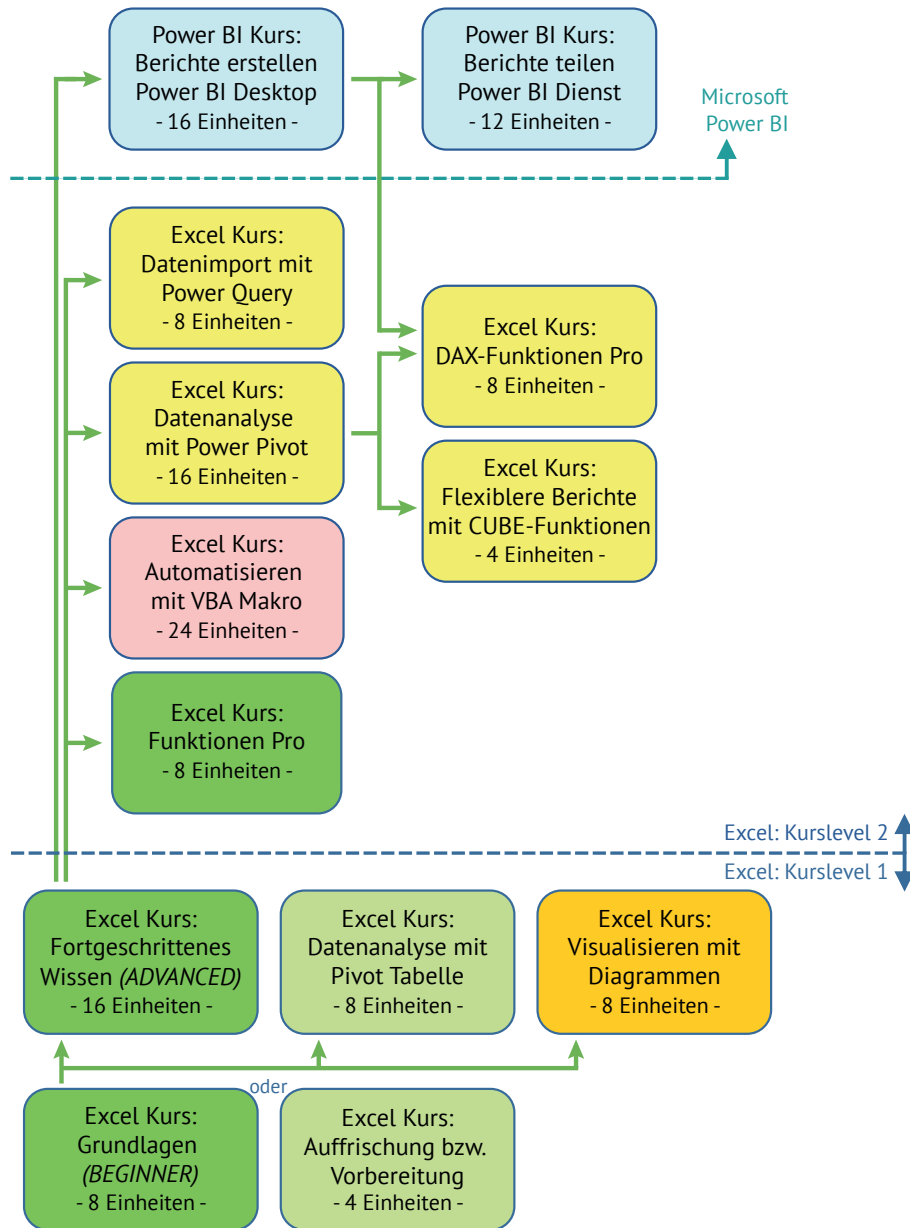 Power BI Kurs:
Berichte erstellen
Power BI Desktop
- 16 Einheiten -
Power BI Kurs:
Berichte teilen
Power BI Dienst
- 12 Einheiten -
Microsoft
Power BI
Excel Kurs:
Datenimport mit
Power Query
- 8 Einheiten -
Excel Kurs:
DAX-Funktionen Pro
- 8 Einheiten -
Excel Kurs:
Datenanalyse
mit Power Pivot
- 16 Einheiten -
Excel Kurs:
Flexiblere Berichte
mit CUBE-Funktionen
- 4 Einheiten -
Excel Kurs:
Automatisieren
mit VBA Makro
- 24 Einheiten -
Excel Kurs:
Funktionen Pro
- 8 Einheiten -
Excel: Kurslevel 2
Excel: Kurslevel 1
Excel Kurs:
Fortgeschrittenes
Wissen (ADVANCED)
- 16 Einheiten -
Excel Kurs:
Datenanalyse mit
Pivot Tabelle
- 8 Einheiten -
Excel Kurs:
Visualisieren mit
Diagrammen
- 8 Einheiten -
oder
Excel Kurs:
Grundlagen
(BEGINNER)
- 8 Einheiten -
Excel Kurs:
Auffrischung bzw.
Vorbereitung
- 4 Einheiten -